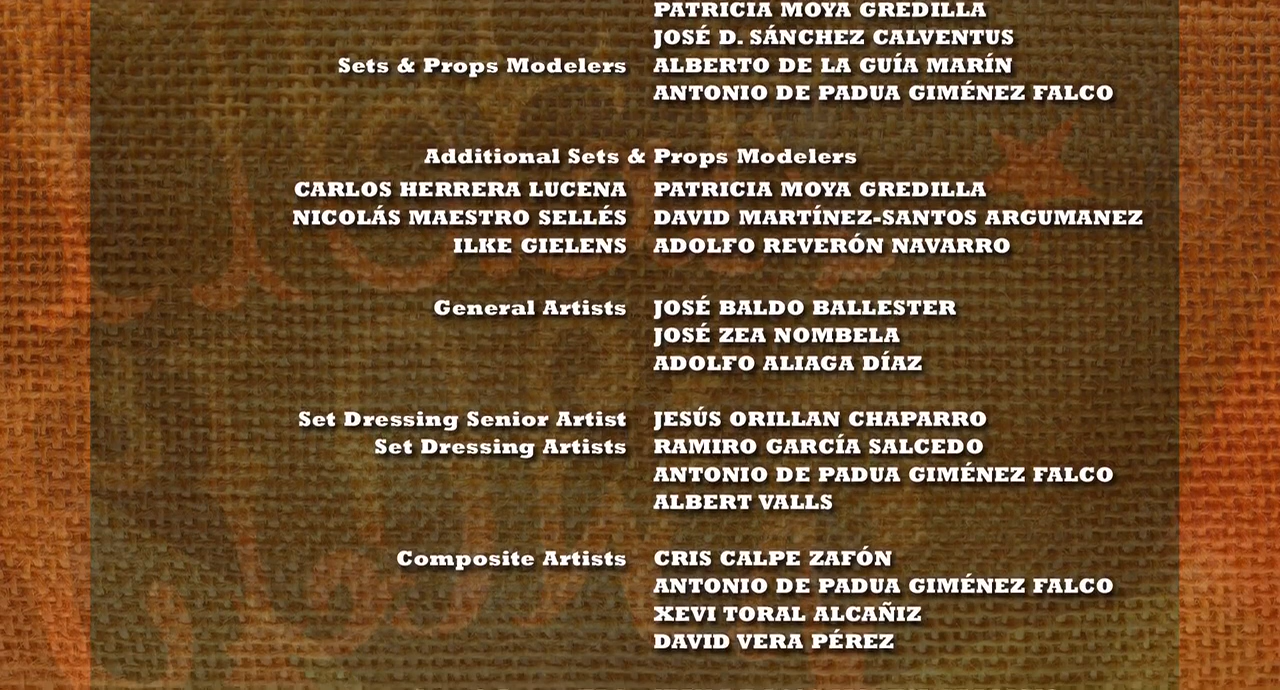 PATRICIA MOYA GREDILLA
JOSÉ D. SÁNCHEZ CALVENTUS
Sets & Props Modelers ALBERTO DE LA GUÍA MARÍN
ANTONIO DE PADUA GIMÉNEZ FALCO
Additional Sets & Props Modelers
CARLOS HERRERA LUCENA PATRICIA MOYA GREDILLA
NICOLÁS MAESTRO SELLÉS DAVID MARTÍNEZ-SANTOS ARGUMANEZ
ILKE GIELENS ADOLFO REVERÓN NAVARRO
General Artists JOSÉ BALDO BALLESTER
JOSÉ ZEA NOMBELA
ADOLFO ALIAGA DÍAZ
Set Dressing Senior Artist JESÚS ORILLAN CHAPARRO
Set Dressing Artists RAMIRO GARCÍA SALCEDO
ANTONIO DE PADUA GIMÉNEZ FALCO
ALBERT VALLS
Composite Artists CRIS CALPE ZAFÓN
ANTONIO DE PADUA GIMÉNEZ FALCO
XEVI TORAL ALCAÑIZ
DAVID VERA PÉREZ